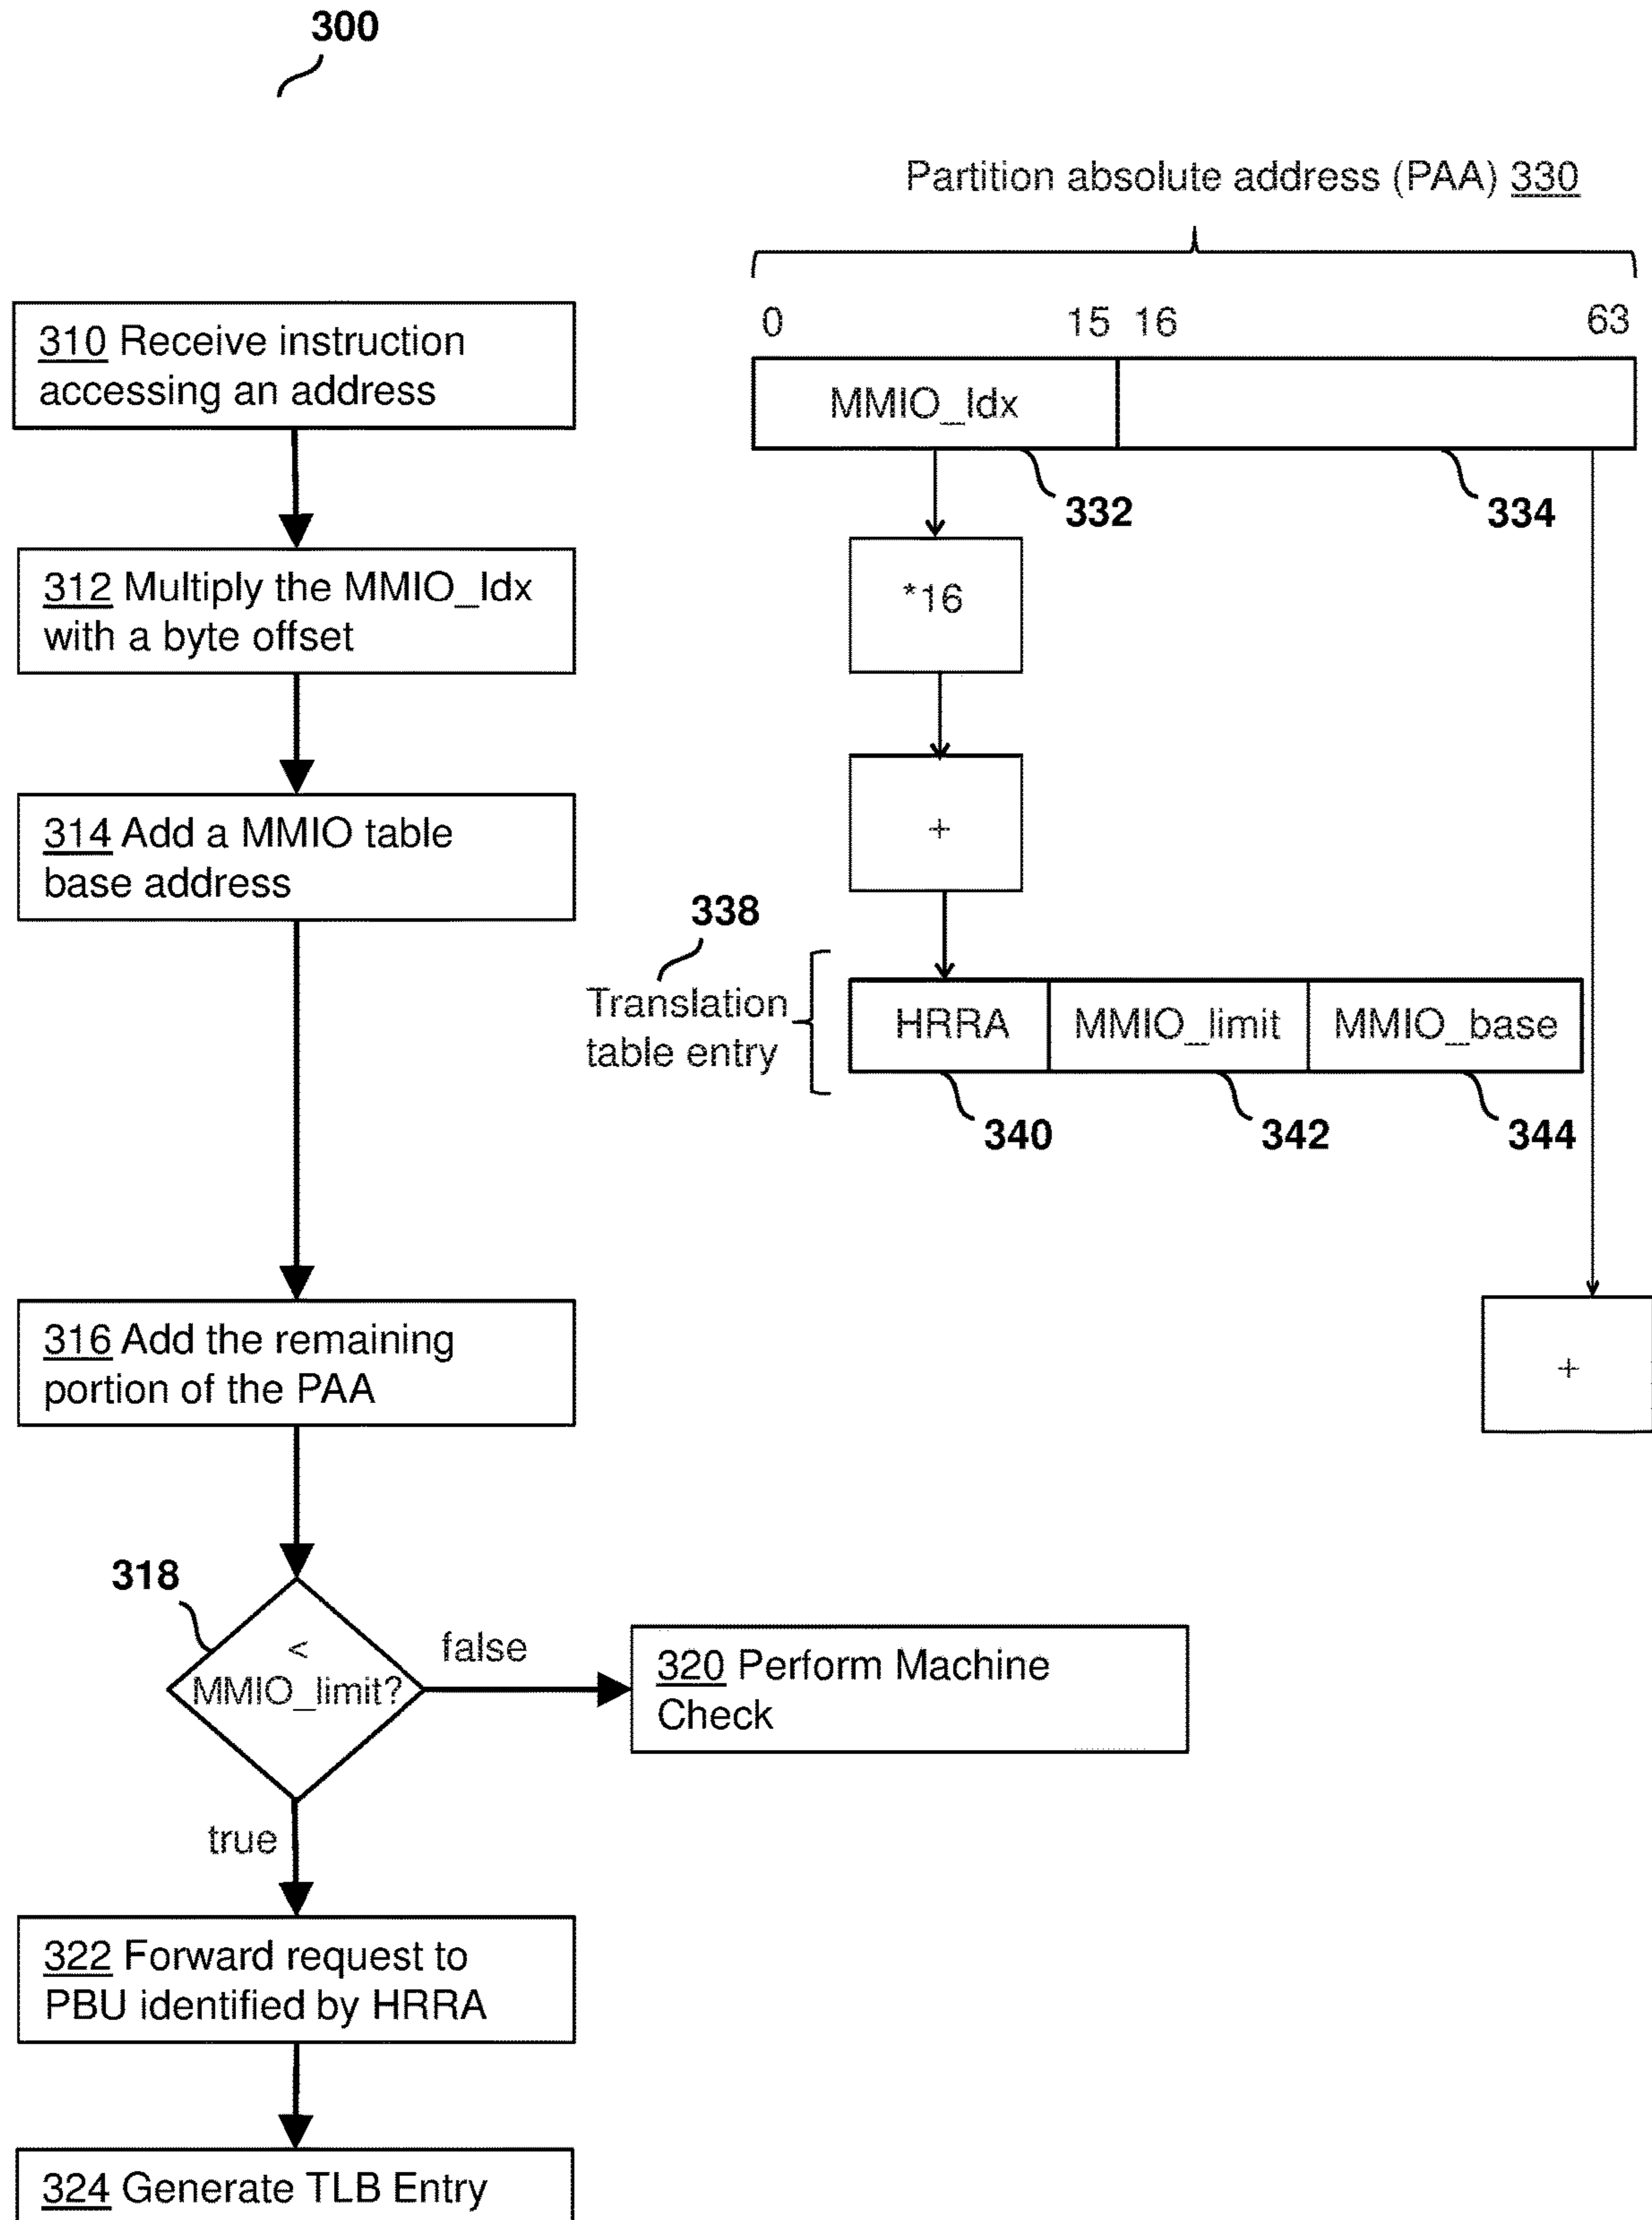 300
Partition absolute address (PAA) 330
0 15 16 63
310 Receive instruction
accessing an address
MMIO_Idx
332
334
312 Multiply the MMIO_Idx
with a byte offset
*16
314 Add a MMIO table
base address
+
338
Translation
table entry
HRRA MMIO_limit MMIO_base
340 342 344
316 Add the remaining
portion of the PAA
+
318
<
MMIO_limit?
false
320 Perform Machine
Check
true
322 Forward request to
PBU identified by HRRA
324 Generate TLB Entry